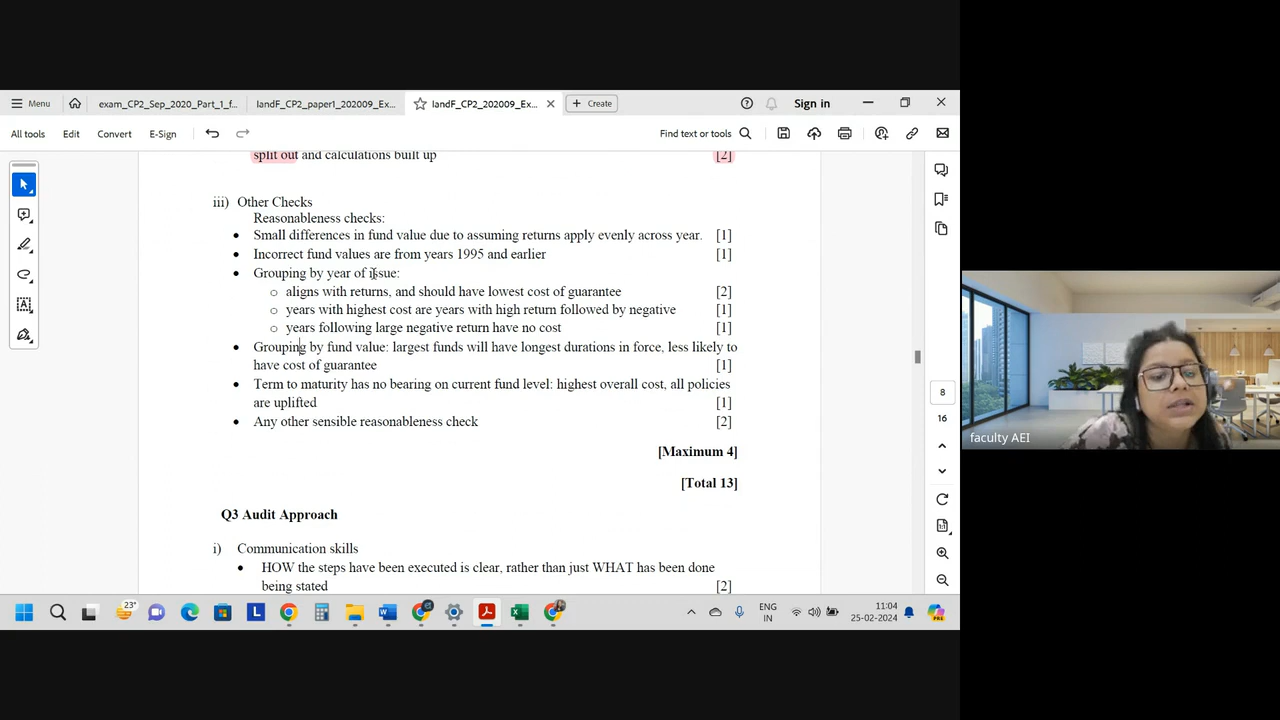 Menu
exam_CP2_Sep_2020_Part_1_f...
IandF_CP2_paper1_202009_Ex...
IandF_CP2_202009_Ex...
Create
Sign in
All tools
Edit
Convert
E-Sign
Find text or tools
split out and calculations built up [2]
iii) Other Checks
Reasonableness checks:
• Small differences in fund value due to assuming returns apply evenly across year. [1]
• Incorrect fund values are from years 1995 and earlier [1]
• Grouping by year of issue:
○ aligns with returns, and should have lowest cost of guarantee [2]
○ years with highest cost are years with high return followed by negative [1]
○ years following large negative return have no cost [1]
• Grouping by fund value: largest funds will have longest durations in force, less likely to
have cost of guarantee [1]
• Term to maturity has no bearing on current fund level: highest overall cost, all policies
are uplifted [1]
• Any other sensible reasonableness check [2]
[Maximum 4]
[Total 13]
Q3 Audit Approach
i) Communication skills
• HOW the steps have been executed is clear, rather than just WHAT has been done
being stated [2]
8
16
faculty AEI
23°
L
W
X
ENG
IN
11:04
25-02-2024